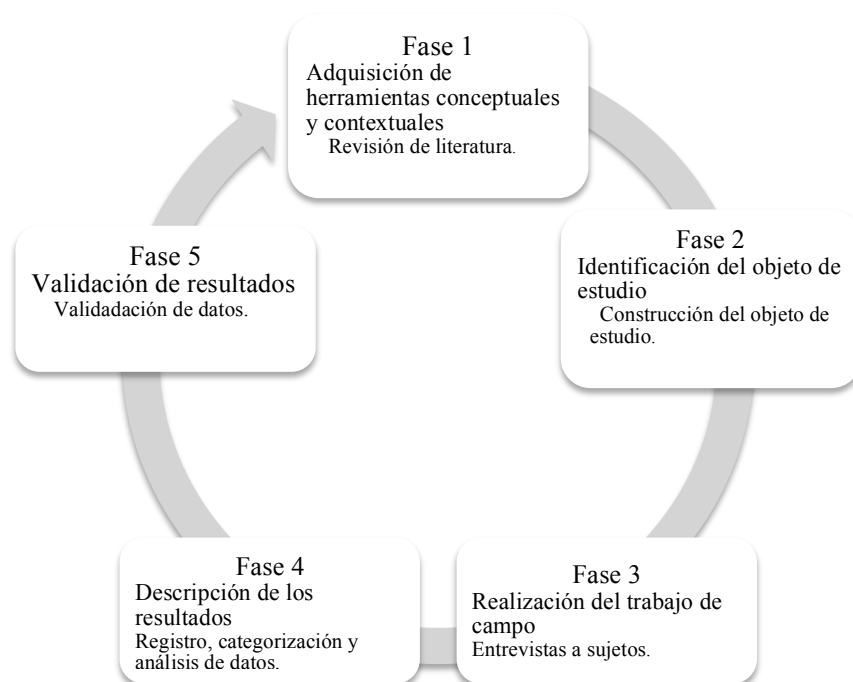 Fase 1
Adquisición de
herramientas conceptuales
y contextuales
Revisión de literatura.
Fase 2
Identificación del objeto de
estudio
Construcción del objeto de
estudio.
Fase 3
Realización del trabajo de
campo
Entrevistas a sujetos.
Fase 4
Descripción de los
resultados
Registro, categorización y
análisis de datos.
Fase 5
Validación de resultados
Validadación de datos.